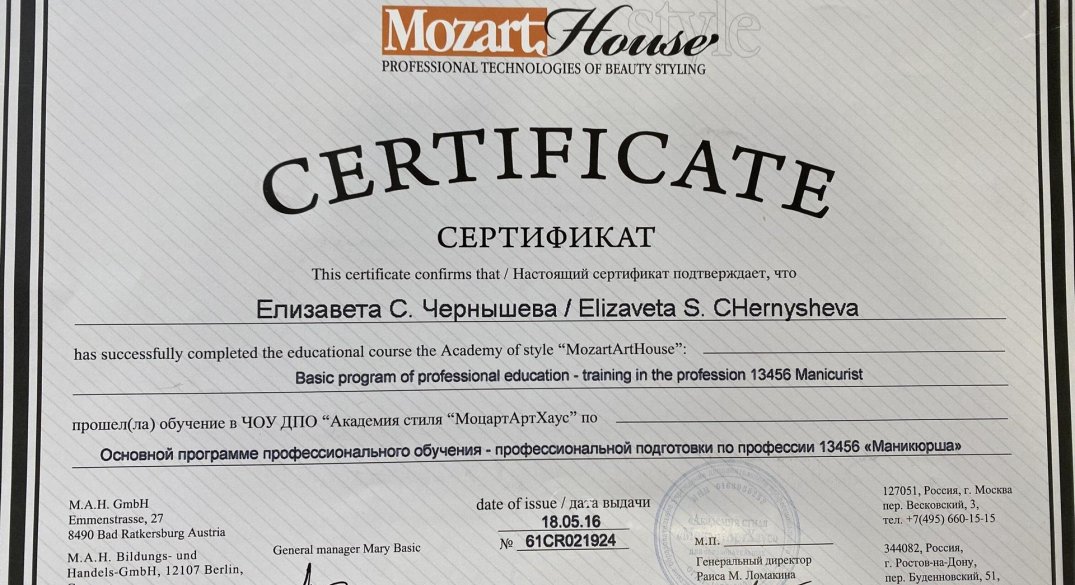 Mozart House style
PROFESSIONAL TECHNOLOGIES OF BEAUTY STYLING
CERTIFICATE
СЕРТИФИКАТ
This certificate confirms that / Настоящий сертификат подтверждает, что
Елизавета С. Чернышева / Elizaveta S. CHernysheva
has successfully completed the educational course the Academy of style “MozartArtHouse”:
Basic program of professional education - training in the profession 13456 Manicurist
прошел(ла) обучение в ЧОУ ДПО “Академия стиля “МоцартАртХаус” по
Основной программе профессионального обучения - профессиональной подготовки по профессии 13456 «Маникюрша»
M.A.H. GmbH
Emmenstrasse, 27
8490 Bad Ratkersburg Austria
M.A.H. Bildungs- und
Handels-GmbH, 12107 Berlin,
General manager Mary Basic
date of issue / дата выдачи
18.05.16
№ 61CR021924
«Академия стиля
М.П.
Генеральный директор
Раиса М. Ломакина
127051, Россия, г. Москва
пер. Весковский, 3,
тел. +7(495) 660-15-15
344082, Россия,
г. Ростов-на-Дону,
пер. Буденновский, 51,